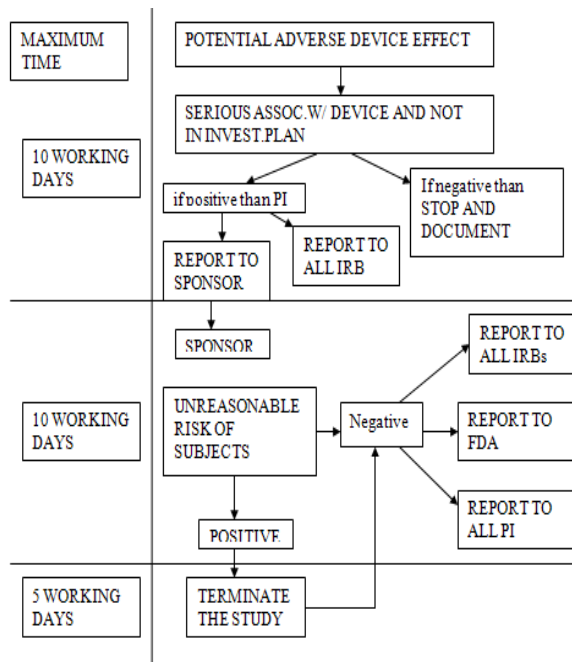 MAXIMUM
TIME
POTENTIAL ADVERSE DEVICE EFFECT
SERIOUS ASSOC.W/ DEVICE AND NOT
IN INVEST.PLAN
10 WORKING
DAYS
if positive than PI
If negative than
STOP AND
DOCUMENT
REPORT TO
SPONSOR
REPORT TO
ALL IRB
SPONSOR
REPORT TO
ALL IRBs
10 WORKING
DAYS
UNREASONABLE
RISK OF
SUBJECTS
Negative
REPORT TO
FDA
REPORT TO
ALL PI
POSITIVE
5 WORKING
DAYS
TERMINATE
THE STUDY